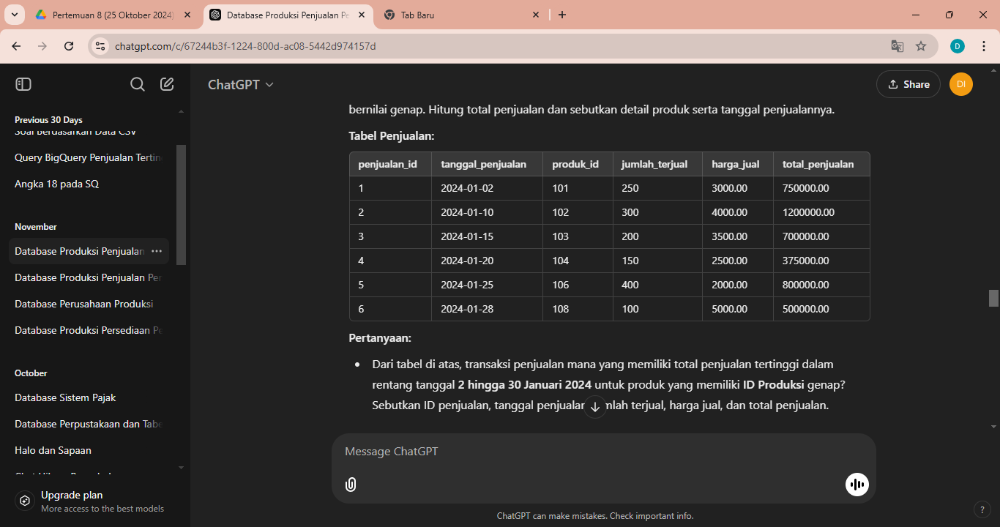 Pertemuan 8 (25 Oktober 2024)
Database Produksi Penjualan Pe
Tab Baru
chatgpt.com/c/67244b3f-1224-800d-ac08-5442d974157d
D
ChatGPT
Share
DI
Previous 30 Days
Soal Berdasarkan Data CSV
Query BigQuery Penjualan Tertin
Angka 18 pada SQ
November
Database Produksi Penjualan
Database Produksi Penjualan Per
Database Perusahaan Produksi
Database Produksi Persediaan Pe
October
Database Sistem Pajak
Database Perpustakaan dan Tabe
Halo dan Sapaan
Upgrade plan
More access to the best models
bernilai genap. Hitung total penjualan dan sebutkan detail produk serta tanggal penjualannya.
Tabel Penjualan:
penjualan_id tanggal_penjualan produk_id jumlah_terjual harga_jual total_penjualan
1 2024-01-02 101 250 3000.00 750000.00
2 2024-01-10 102 300 4000.00 1200000.00
3 2024-01-15 103 200 3500.00 700000.00
4 2024-01-20 104 150 2500.00 375000.00
5 2024-01-25 106 400 2000.00 800000.00
6 2024-01-28 108 100 5000.00 500000.00
Pertanyaan:
• Dari tabel di atas, transaksi penjualan mana yang memiliki total penjualan tertinggi dalam
rentang tanggal 2 hingga 30 Januari 2024 untuk produk yang memiliki ID Produksi genap?
Sebutkan ID penjualan, tanggal penjualan, mlah terjual, harga jual, dan total penjualan.
Message ChatGPT
ChatGPT can make mistakes. Check important info.
?